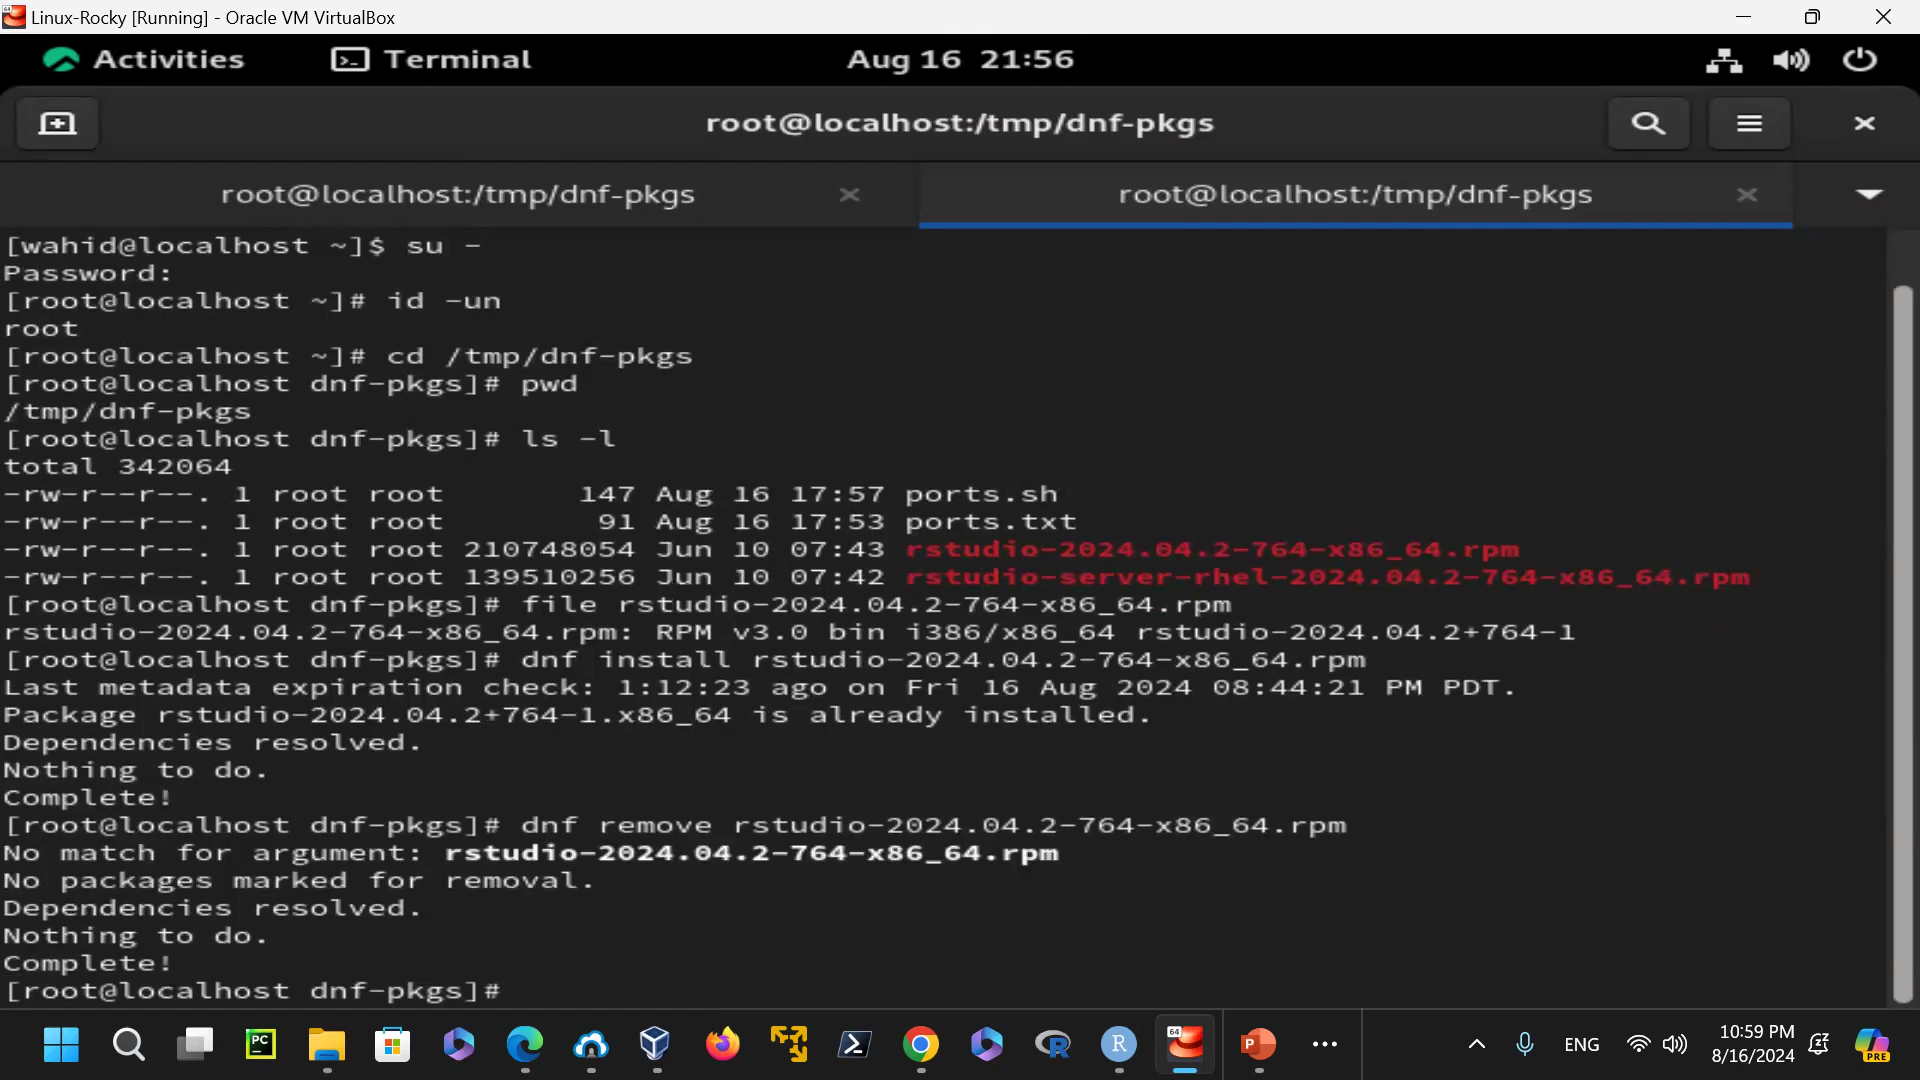 Linux-Rocky [Running] - Oracle VM VirtualBox
Activities Terminal Aug 16 21:56
root@localhost:/tmp/dnf-pkgs
root@localhost:/tmp/dnf-pkgs root@localhost:/tmp/dnf-pkgs
[wahid@localhost ~]$ su -
Password:
[root@localhost ~]# id -un
root
[root@localhost ~]# cd /tmp/dnf-pkgs
[root@localhost dnf-pkgs]# pwd
/tmp/dnf-pkgs
[root@localhost dnf-pkgs]# ls -l
total 342064
-rw-r--r--. 1 root root 147 Aug 16 17:57 ports.sh
-rw-r--r--. 1 root root 91 Aug 16 17:53 ports.txt
-rw-r--r--. 1 root root 210748054 Jun 10 07:43 rstudio-2024.04.2-764-x86_64.rpm
-rw-r--r--. 1 root root 139510256 Jun 10 07:42 rstudio-server-rhel-2024.04.2-764-x86_64.rpm
[root@localhost dnf-pkgs]# file rstudio-2024.04.2-764-x86_64.rpm
rstudio-2024.04.2-764-x86_64.rpm: RPM v3.0 bin i386/x86_64 rstudio-2024.04.2+764-1
[root@localhost dnf-pkgs]# dnf install rstudio-2024.04.2-764-x86_64.rpm
Last metadata expiration check: 1:12:23 ago on Fri 16 Aug 2024 08:44:21 PM PDT.
Package rstudio-2024.04.2+764-1.x86_64 is already installed.
Dependencies resolved.
Nothing to do.
Complete!
[root@localhost dnf-pkgs]# dnf remove rstudio-2024.04.2-764-x86_64.rpm
No match for argument: rstudio-2024.04.2-764-x86_64.rpm
No packages marked for removal.
Dependencies resolved.
Nothing to do.
Complete!
[root@localhost dnf-pkgs]#
PC R R 64 P ENG 10:59 PM
8/16/2024 PRE